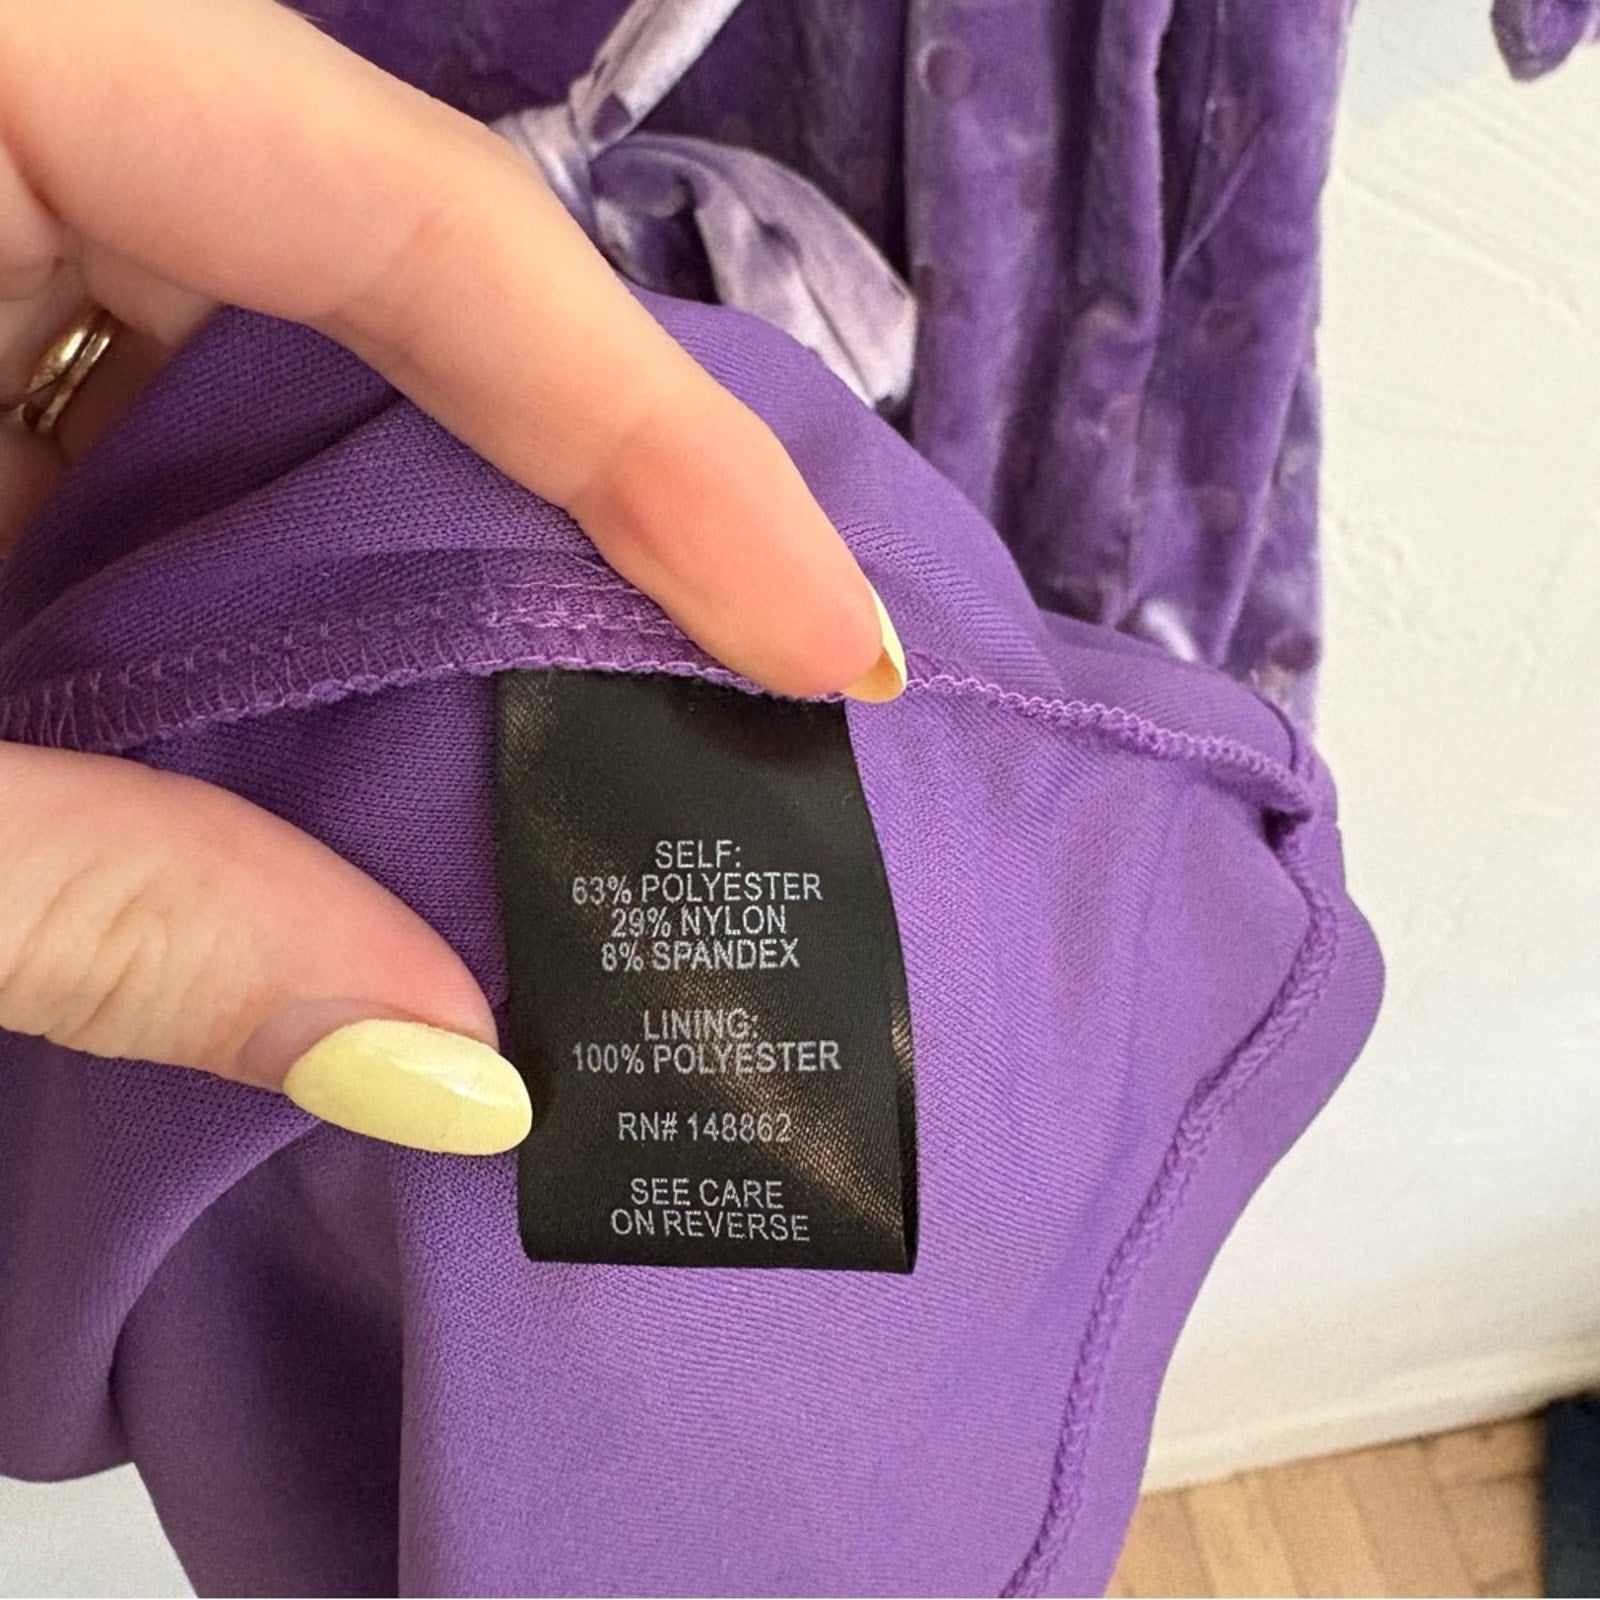 SELF:
63% POLYESTER
29% NYLON
8% SPANDEX
LINING:
100% POLYESTER
RN# 148862
SEE CARE
ON REVERSE